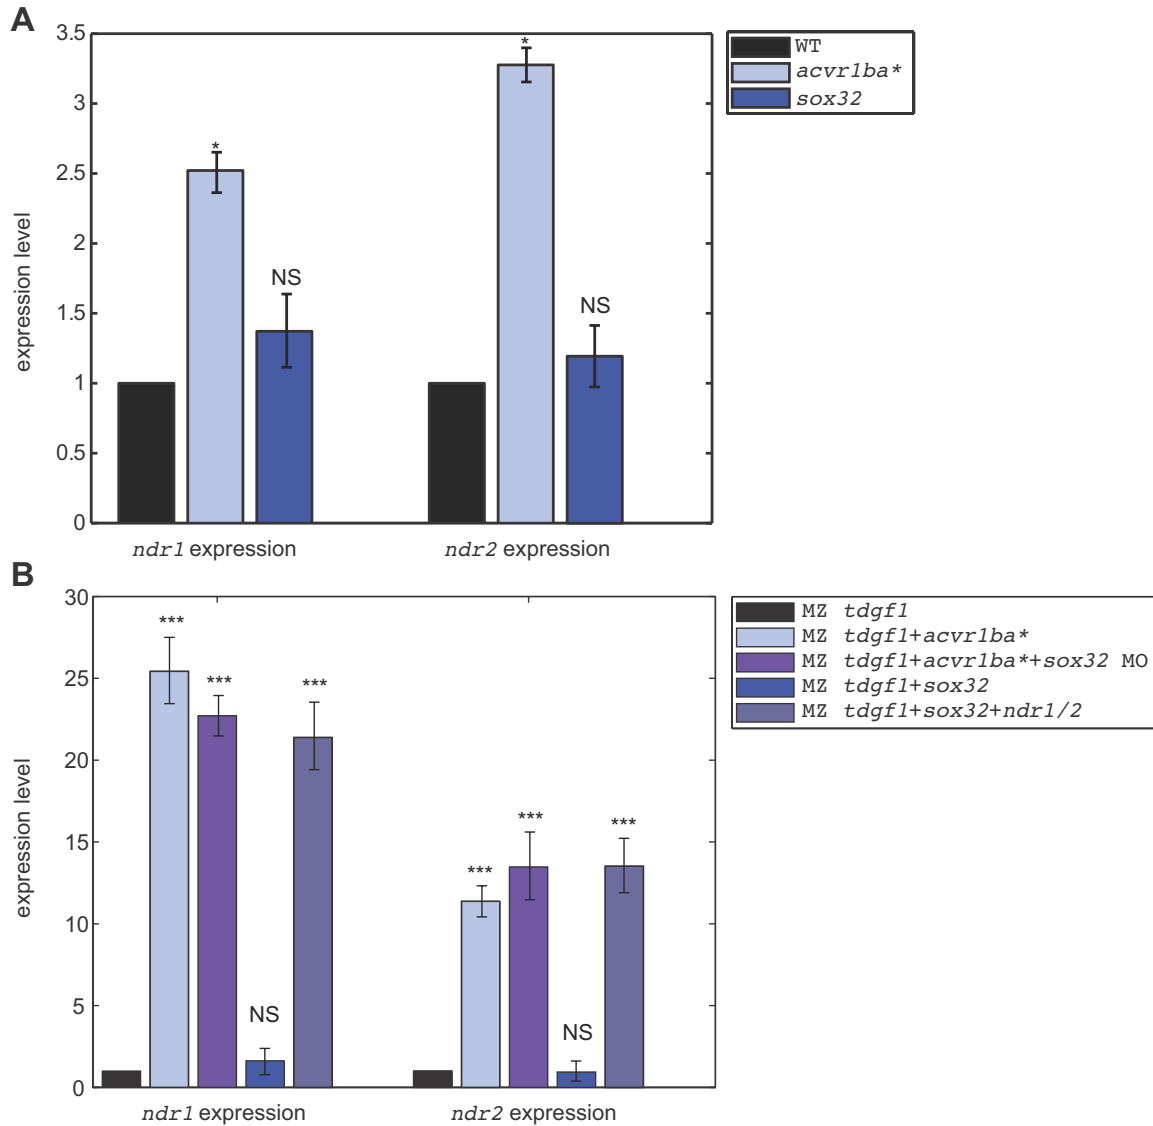 A
3.5
3
2.5
2
1.5
1
0.5
0
expression level
*
NS
*
NS
ndr1 expression
ndr2 expression
WT
acvr1ba*
sox32
B
30
25
20
15
10
5
0
expression level
***
***
NS
***
***
***
NS
***
ndr1 expression
ndr2 expression
MZ tdgf1
MZ tdgf1+acvr1ba*
MZ tdgf1+acvr1ba*+sox32 MO
MZ tdgf1+sox32
MZ tdgf1+sox32+ndr1/2